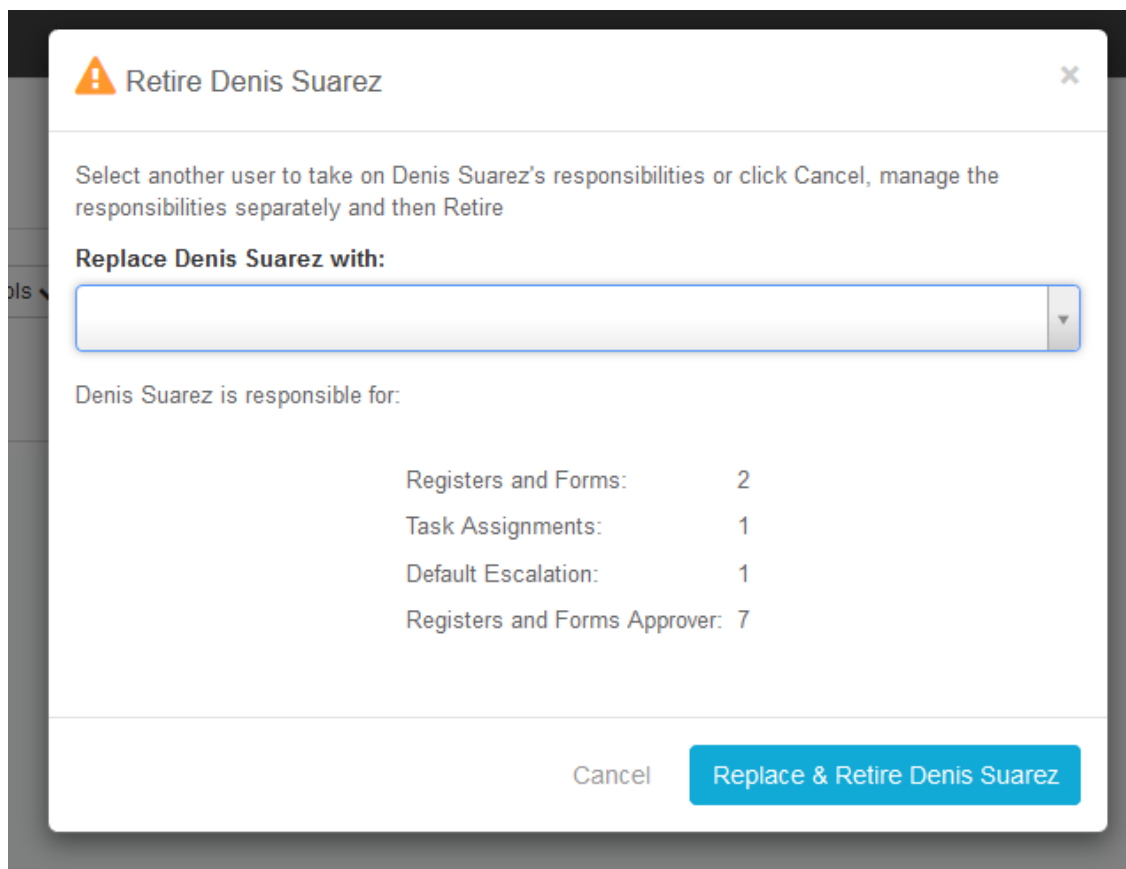 Retire Denis Suarez
×
Select another user to take on Denis Suarez's responsibilities or click Cancel, manage the
responsibilities separately and then Retire
Replace Denis Suarez with:
Denis Suarez is responsible for:
Registers and Forms: 2
Task Assignments: 1
Default Escalation: 1
Registers and Forms Approver: 7
Cancel
Replace & Retire Denis Suarez